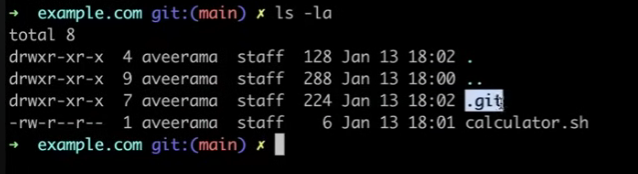 → example.com git:(main) ✗ ls -la
total 8
drwxr-xr-x 4 aveerama staff 128 Jan 13 18:02 .
drwxr-xr-x 9 aveerama staff 288 Jan 13 18:00 ..
drwxr-xr-x 7 aveerama staff 224 Jan 13 18:02 .git
-rw-r--r-- 1 aveerama staff 6 Jan 13 18:01 calculator.sh
→ example.com git:(main) ✗